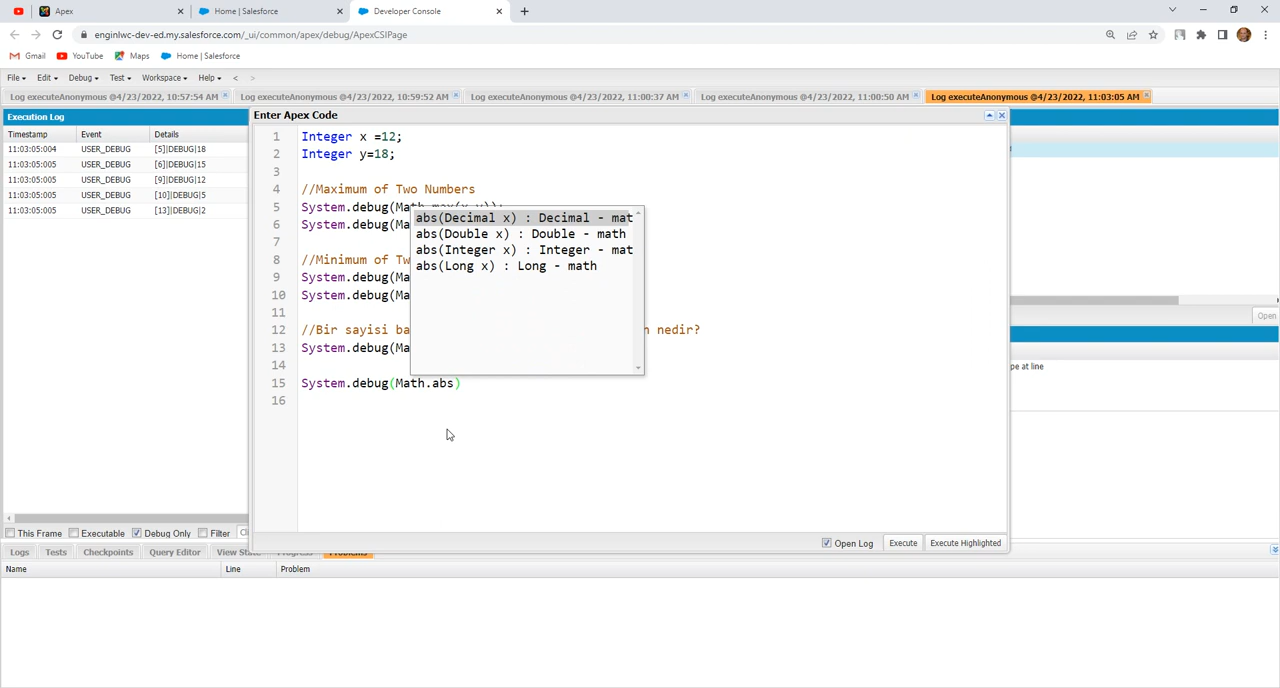 Apex
Home | Salesforce
Developer Console
enginlwc-dev-ed.my.salesforce.com/_ui/common/apex/debug/ApexCSIPage
Gmail YouTube Maps Home | Salesforce
File Edit Debug Test Workspace Help < >
Log executeAnonymous @4/23/2022, 10:57:54 AM
Log executeAnonymous @4/23/2022, 10:59:52 AM
Log executeAnonymous @4/23/2022, 11:00:37 AM
Log executeAnonymous @4/23/2022, 11:00:50 AM
Log executeAnonymous @4/23/2022, 11:03:05 AM
Execution Log
Timestamp Event Details
11:03:05:004 USER_DEBUG [5]|DEBUG|18
11:03:05:005 USER_DEBUG [6]|DEBUG|15
11:03:05:005 USER_DEBUG [9]|DEBUG|12
11:03:05:005 USER_DEBUG [10]|DEBUG|5
11:03:05:005 USER_DEBUG [13]|DEBUG|2
This Frame Executable Debug Only Filter
Enter Apex Code
1 Integer x =12;
2 Integer y=18;
3
4 //Maximum of Two Numbers
5 System.debug(Math.max(x,y));
6 System.debug(Ma
7
8 //Minimum of Tw
9 System.debug(Ma
10 System.debug(Ma
11
12 //Bir sayisi ba n nedir?
13 System.debug(Ma
14
15 System.debug(Math.abs)
16
abs(Decimal x) : Decimal - mat
abs(Double x) : Double - math
abs(Integer x) : Integer - mat
abs(Long x) : Long - math
Open Log Execute Execute Highlighted
Open
pe at line
Logs Tests Checkpoints Query Editor View State Progress Problems
Name Line Problem